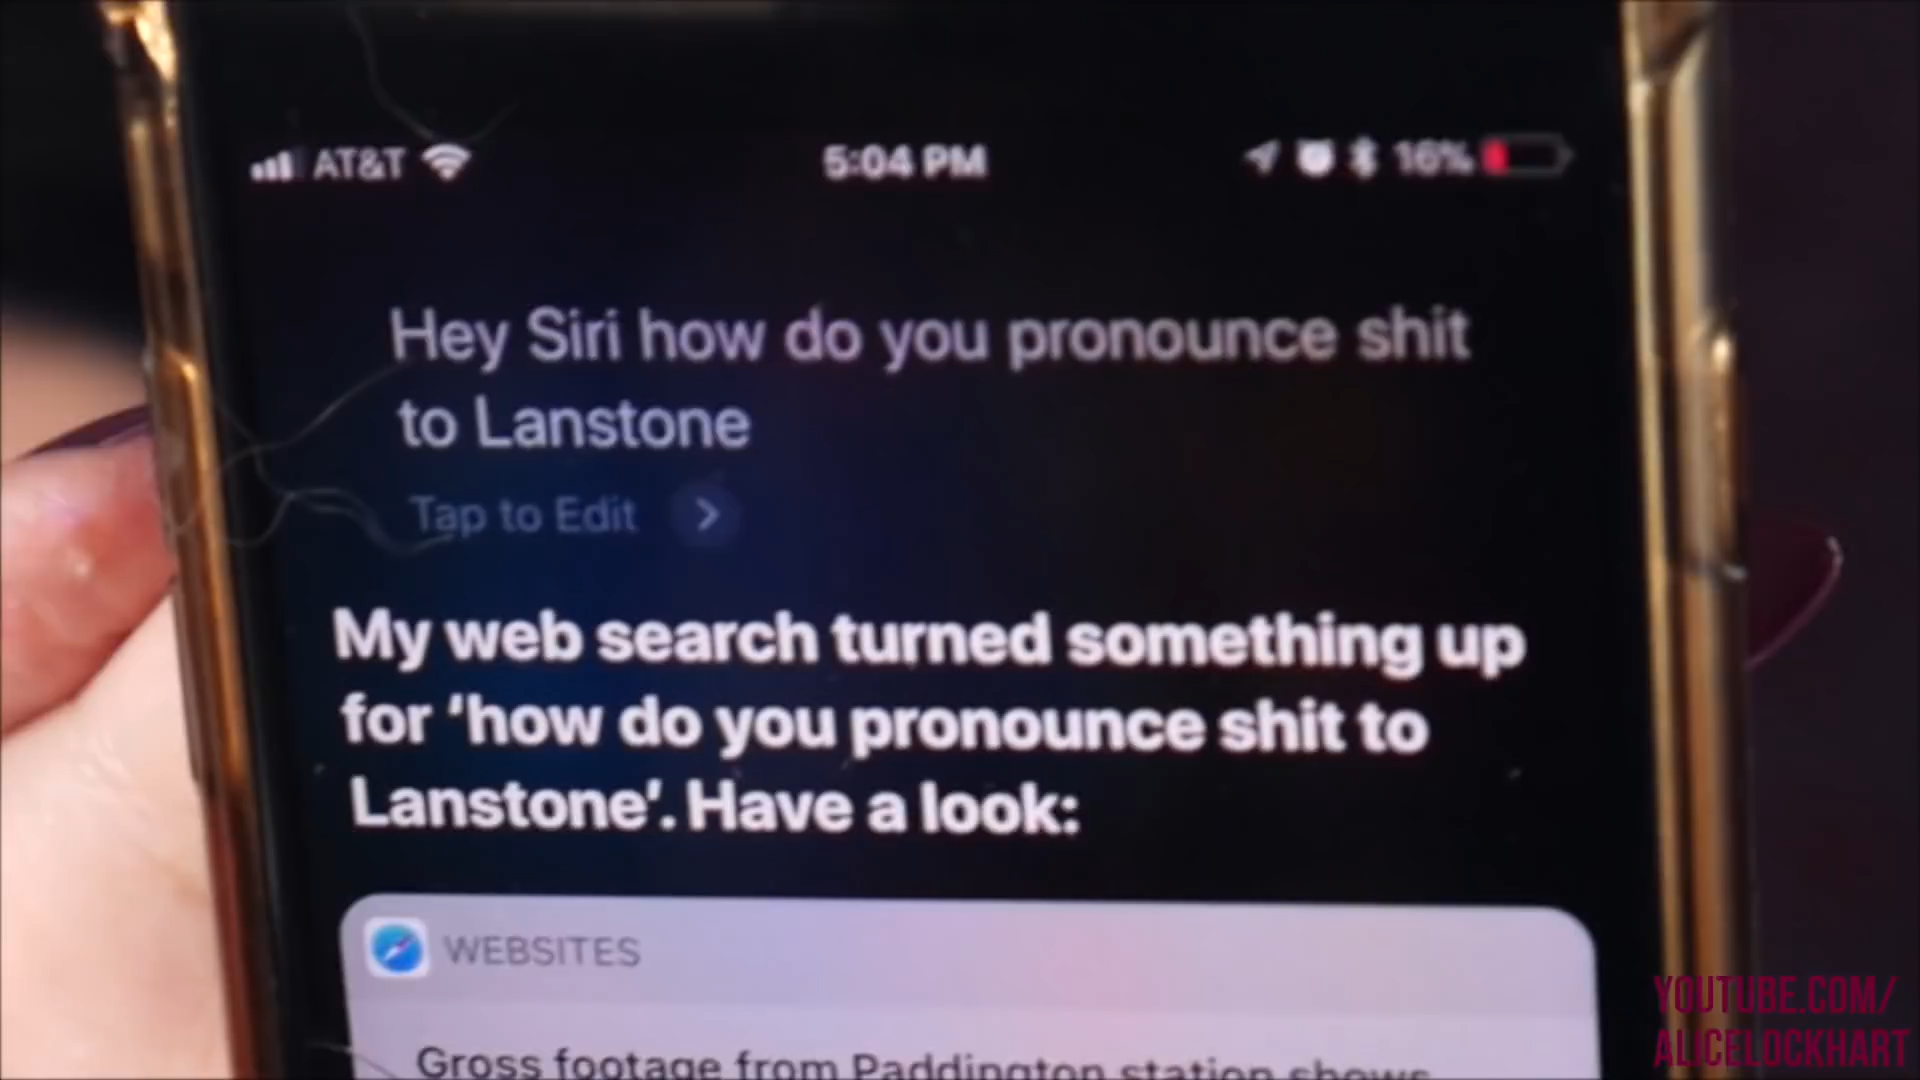 AT&T 5:04 PM 16%
Hey Siri how do you pronounce shit
to Lanstone
Tap to Edit
My web search turned something up
for ‘how do you pronounce shit to
Lanstone’. Have a look:
WEBSITES
Gross footage from Paddington station shows
YOUTUBE.COM/
ALICELOCKHART